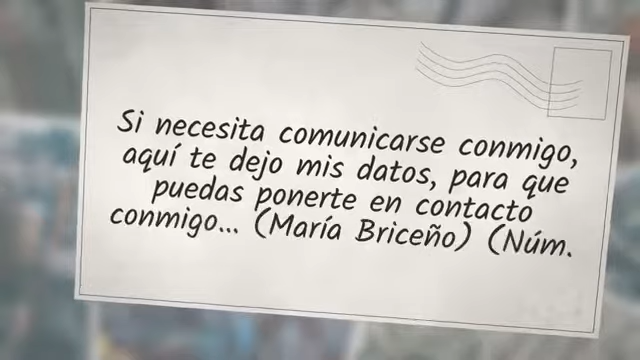 Si necesita comunicarse conmigo,
aquí te dejo mis datos, para que
puedas ponerte en contacto
conmigo... (María Briceño) (Núm.